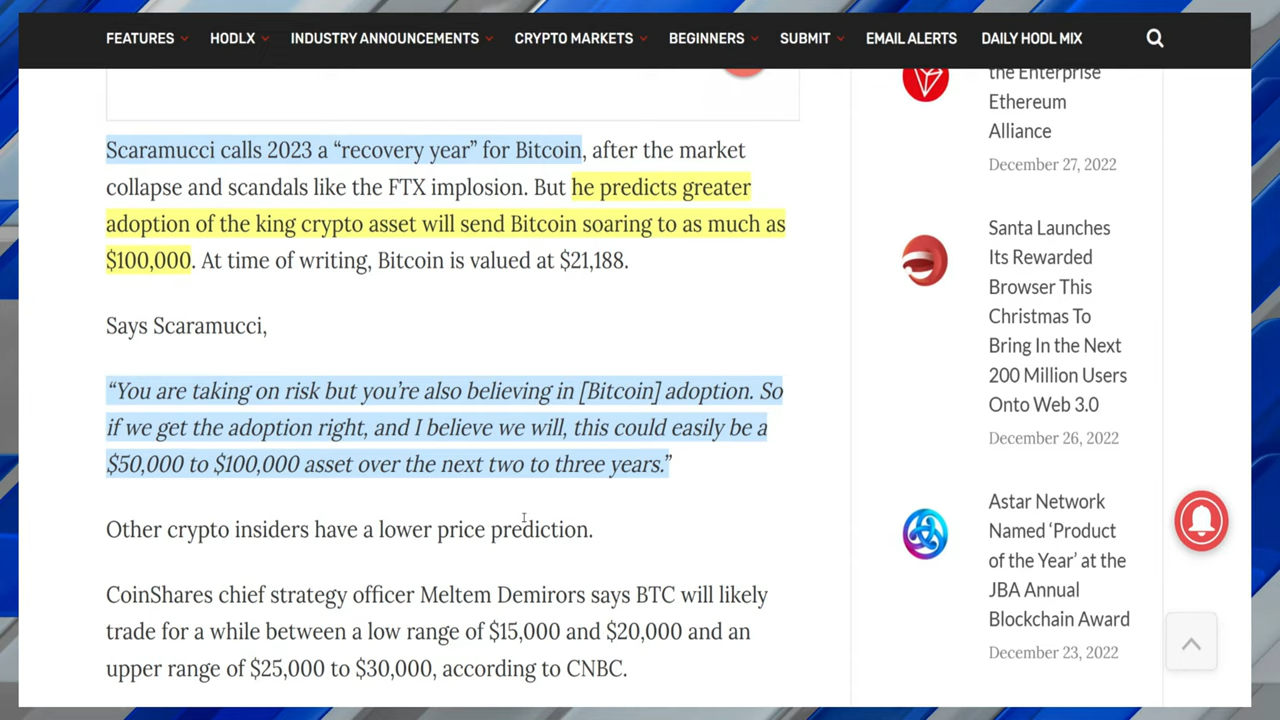 FEATURES HODLX INDUSTRY ANNOUNCEMENTS CRYPTO MARKETS BEGINNERS SUBMIT EMAIL ALERTS DAILY HODL MIX
Scaramucci calls 2023 a “recovery year” for Bitcoin, after the market
collapse and scandals like the FTX implosion. But he predicts greater
adoption of the king crypto asset will send Bitcoin soaring to as much as
$100,000. At time of writing, Bitcoin is valued at $21,188.
Says Scaramucci,
“You are taking on risk but you’re also believing in [Bitcoin] adoption. So
if we get the adoption right, and I believe we will, this could easily be a
$50,000 to $100,000 asset over the next two to three years.”
Other crypto insiders have a lower price prediction.
CoinShares chief strategy officer Meltem Demirors says BTC will likely
trade for a while between a low range of $15,000 and $20,000 and an
upper range of $25,000 to $30,000, according to CNBC.
the Enterprise
Ethereum
Alliance
December 27, 2022
Santa Launches
Its Rewarded
Browser This
Christmas To
Bring In the Next
200 Million Users
Onto Web 3.0
December 26, 2022
Astar Network
Named ‘Product
of the Year’ at the
JBA Annual
Blockchain Award
December 23, 2022